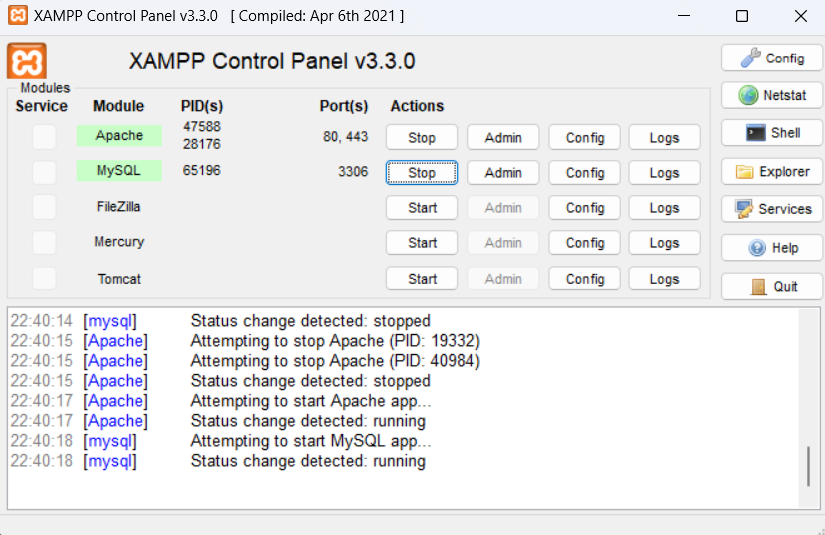 XAMPP Control Panel v3.3.0 [ Compiled: Apr 6th 2021 ]
XAMPP Control Panel v3.3.0
Config
Modules
Service Module PID(s) Port(s) Actions
Netstat
Apache 47588 28176 80, 443 Stop Admin Config Logs
Shell
MySQL 65196 3306 Stop Admin Config Logs
Explorer
FileZilla Start Admin Config Logs
Services
Mercury Start Admin Config Logs
Help
Tomcat Start Admin Config Logs
Quit
22:40:14 [mysql] Status change detected: stopped
22:40:15 [Apache] Attempting to stop Apache (PID: 19332)
22:40:15 [Apache] Attempting to stop Apache (PID: 40984)
22:40:15 [Apache] Status change detected: stopped
22:40:17 [Apache] Attempting to start Apache app...
22:40:17 [Apache] Status change detected: running
22:40:18 [mysql] Attempting to start MySQL app...
22:40:18 [mysql] Status change detected: running